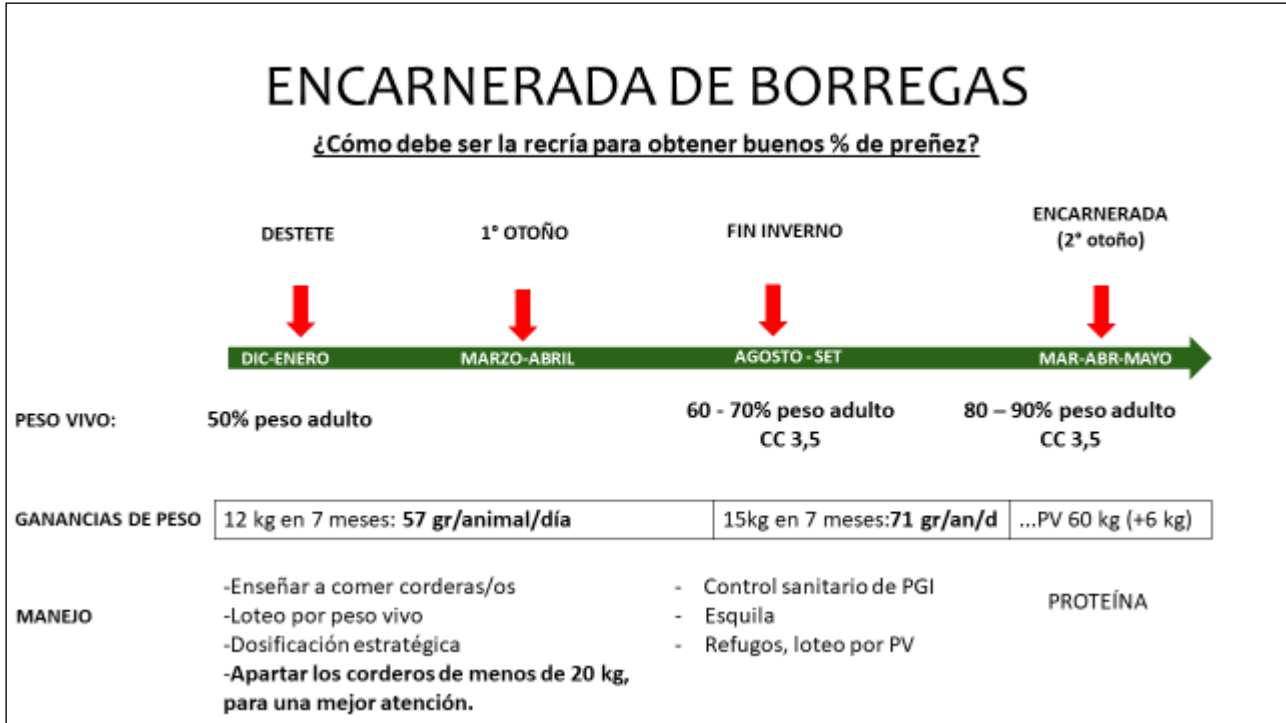 ENCARNERADA DE BORREGAS
¿Cómo debe ser la recría para obtener buenos % de preñez?
DESTETE
1° OTOÑO
FIN INVERNO
ENCARNERADA
(2° otoño)
DIC-ENERO
MARZO-ABRIL
AGOSTO - SET
MAR-ABR-MAYO
PESO VIVO:
50% peso adulto
60 - 70% peso adulto
CC 3,5
80 – 90% peso adulto
CC 3,5
GANANCIAS DE PESO
12 kg en 7 meses: 57 gr/animal/día
15kg en 7 meses:71 gr/an/d
...PV 60 kg (+6 kg)
MANEJO
-Enseñar a comer corderas/os
-Loteo por peso vivo
-Dosificación estratégica
-Apartar los corderos de menos de 20 kg,
para una mejor atención.
- Control sanitario de PGI
- Esquila
- Refugos, loteo por PV
PROTEÍNA